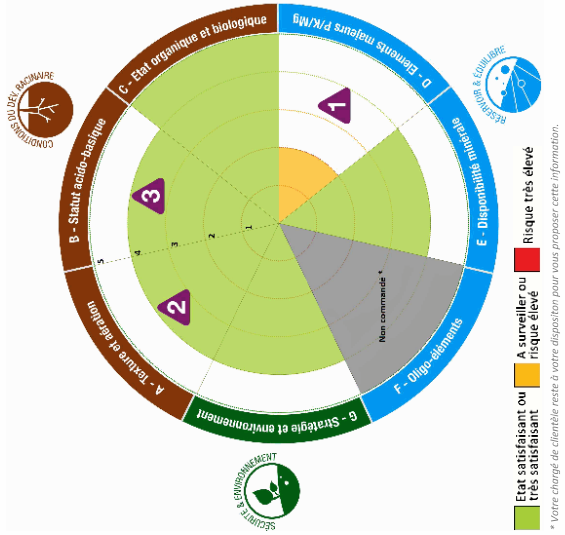 CONDITIONS DU DEV. RACINAIRE
A - Texture et aération
B - Statut acido-basique
C - Etat organique et biologique
D - Eléments majeurs P/K/Mg
E - Disponibilité minérale
F - Oligo-éléments
G - Stratégie et environnement
RÉSERVOIR & ÉQUILIBRE
SÉCURITÉ & ENVIRONNEMENT
1
2
3
4
5
1
2
3
Non commandé *
Etat satisfaisant ou
très satisfaisant
A surveiller ou
risque élevé
Risque très élevé
* Votre chargé de clientèle reste à votre dispositon pour vous proposer cette information.